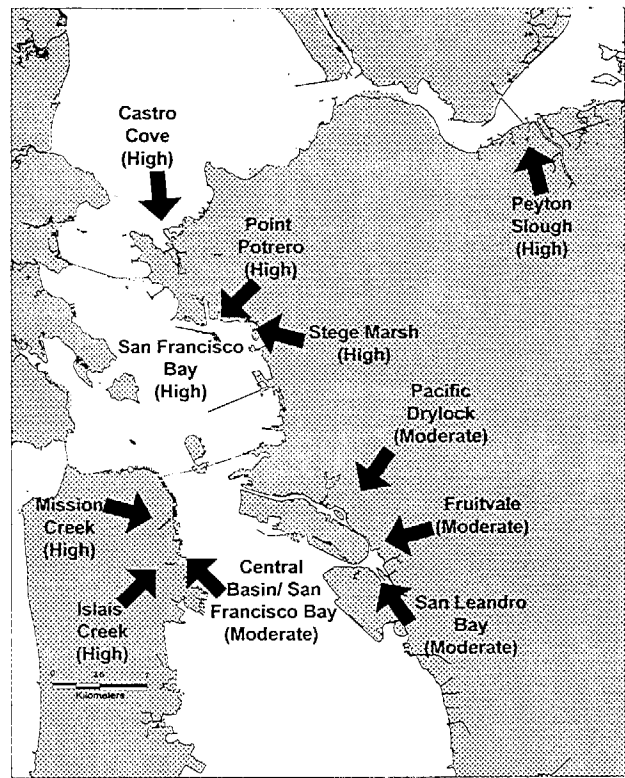 Castro
Cove
(High)
Peyton
Slough
(High)
Point
Potrero
(High)
Stege Marsh
(High)
San Francisco
Bay
(High)
Pacific
Drylock
(Moderate)
Mission
Creek
(High)
Fruitvale
(Moderate)
Central
Basin/ San
Francisco Bay
(Moderate)
Islais
Creek
(High)
San Leandro
Bay
(Moderate)
0
7
Kilometers